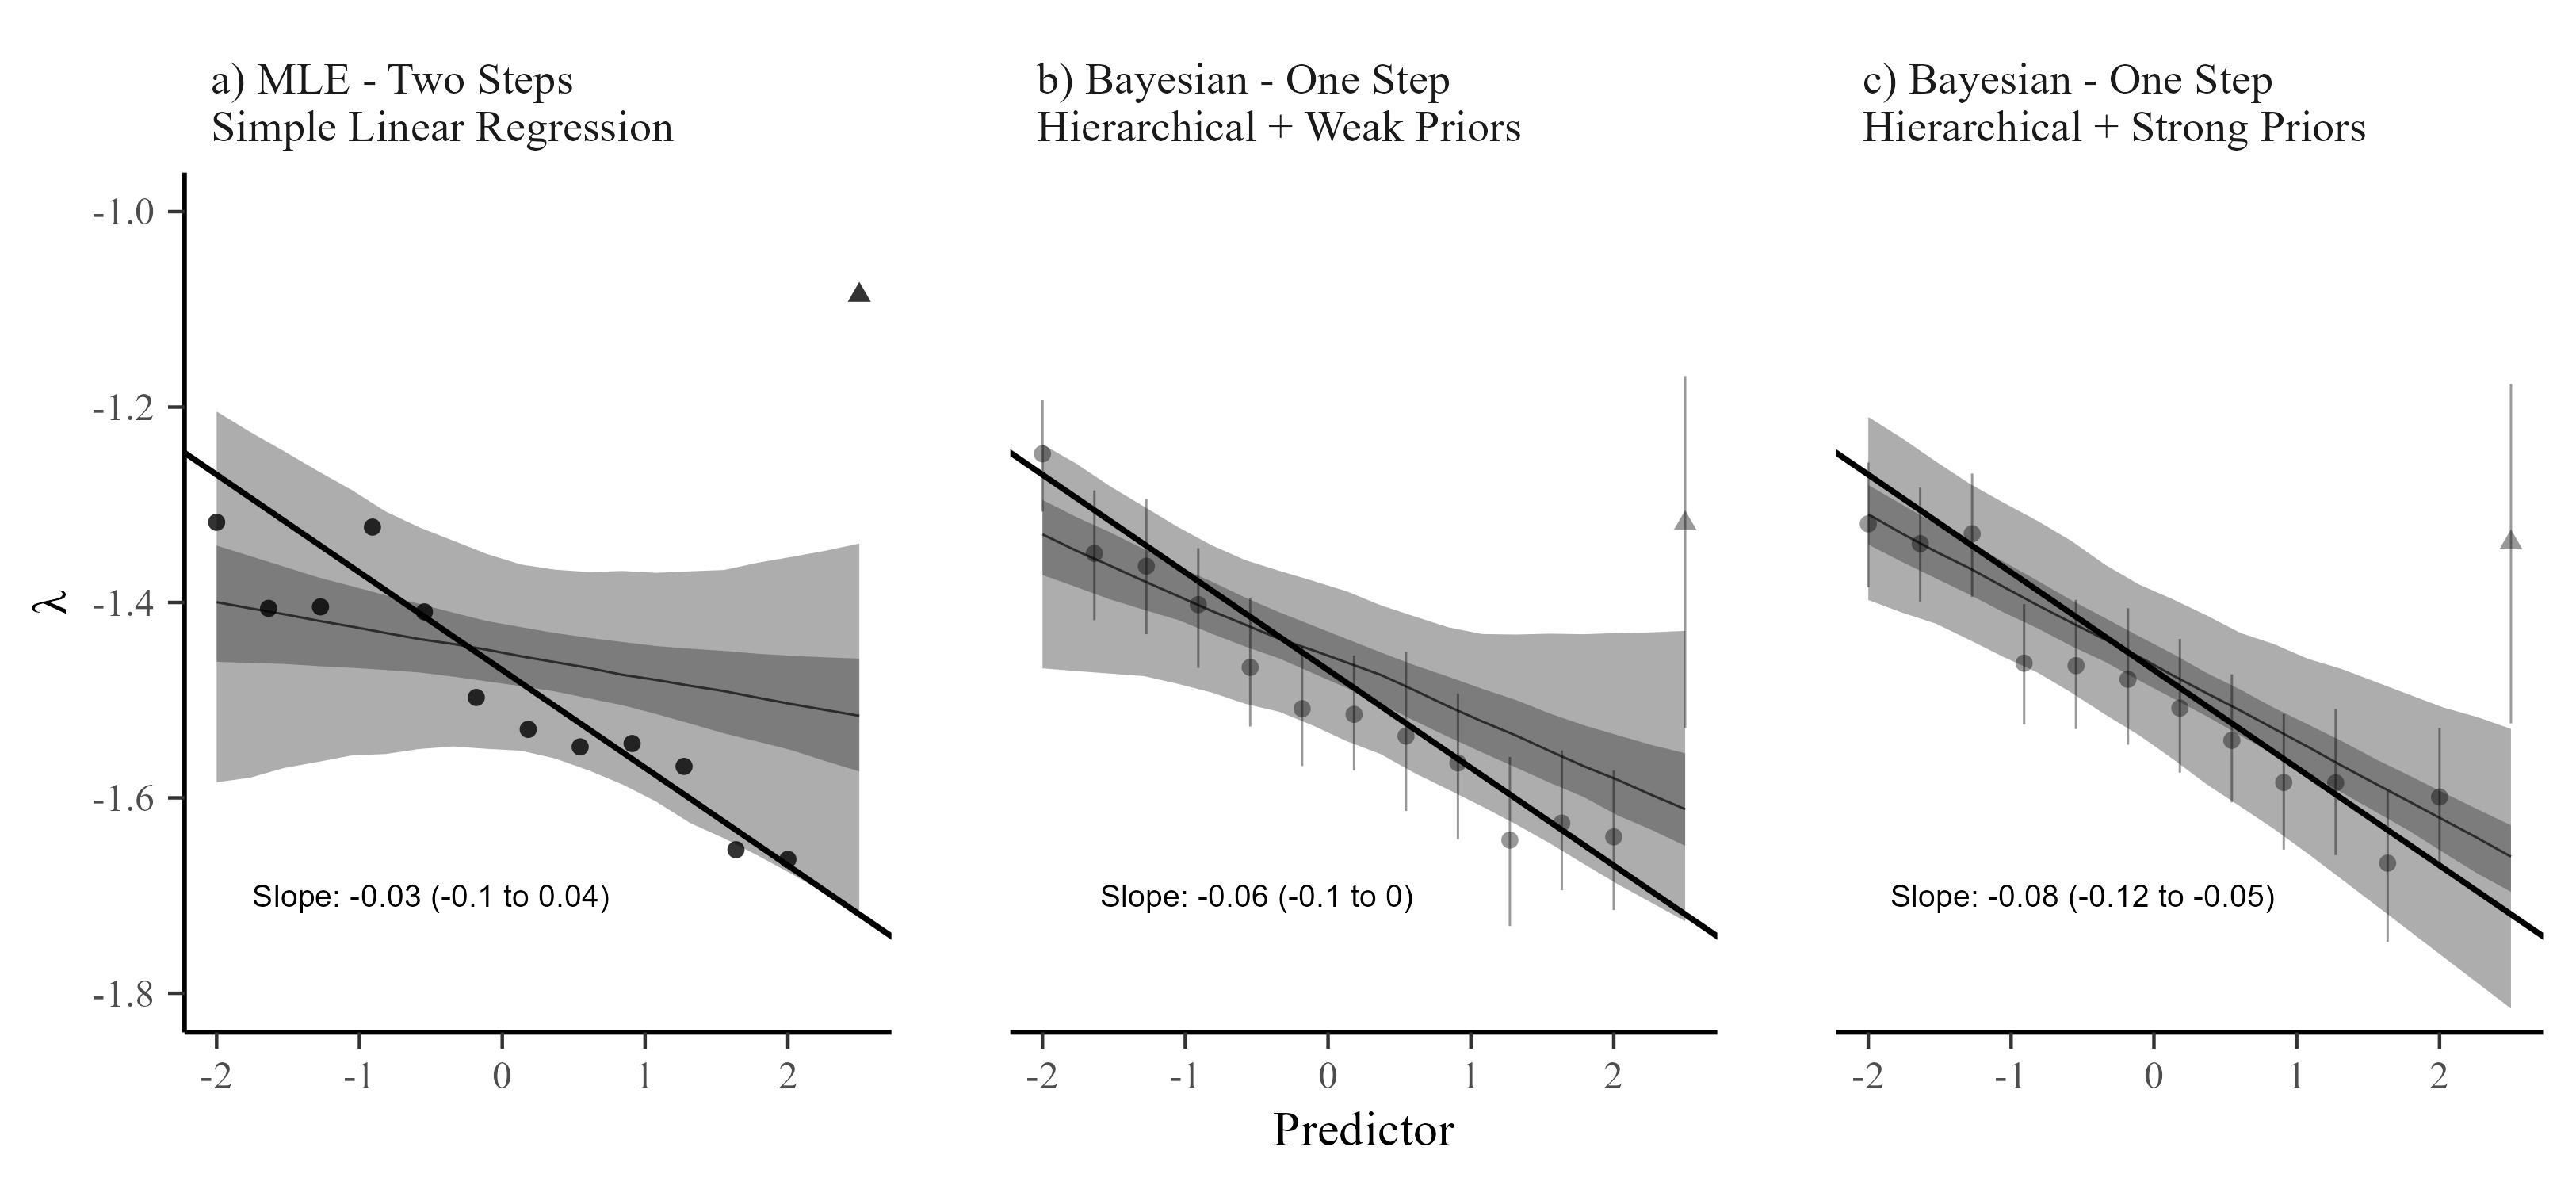 a) MLE - Two Steps
Simple Linear Regression
b) Bayesian - One Step
Hierarchical + Weak Priors
c) Bayesian - One Step
Hierarchical + Strong Priors
-1.0
-1.2
-1.4
-1.6
-1.8
λ
Slope: -0.03 (-0.1 to 0.04)
Slope: -0.06 (-0.1 to 0)
Slope: -0.08 (-0.12 to -0.05)
-2 -1 0 1 2
-2 -1 0 1 2
-2 -1 0 1 2
Predictor